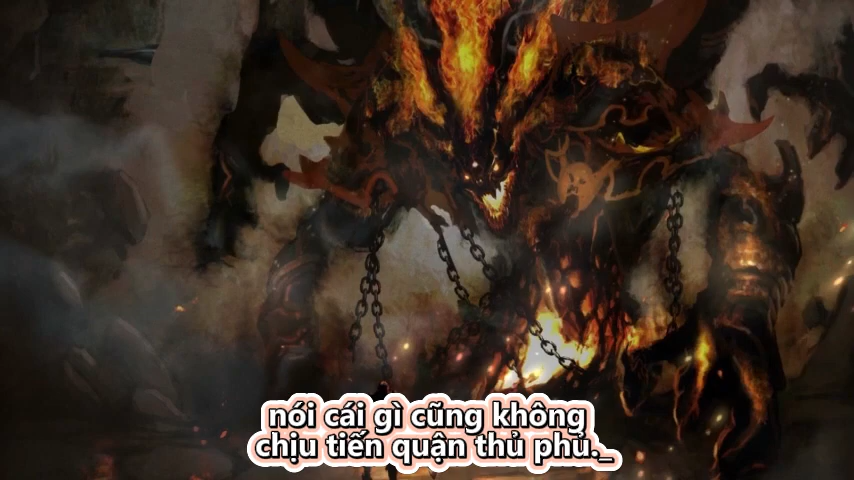 nói cái gì cũng không
chịu tiến quận thủ phủ._